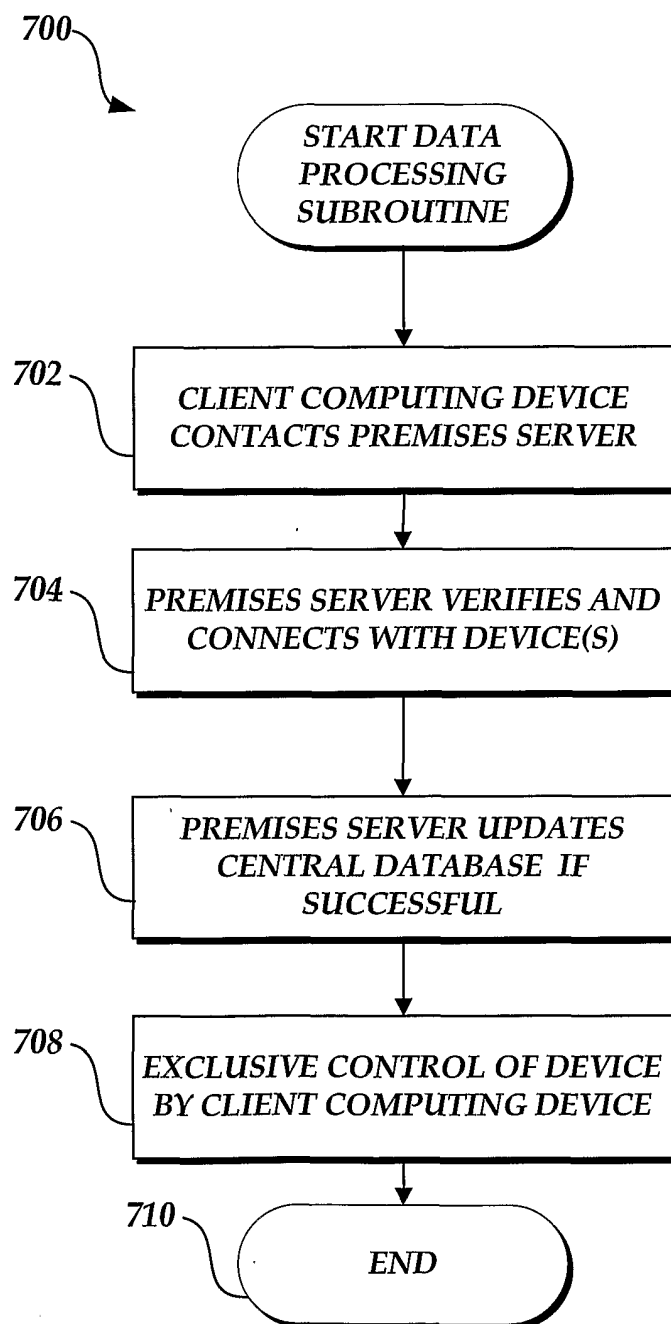 700
START DATA
PROCESSING
SUBROUTINE
702
CLIENT COMPUTING DEVICE
CONTACTS PREMISES SERVER
704
PREMISES SERVER VERIFIES AND
CONNECTS WITH DEVICE(S)
706
PREMISES SERVER UPDATES
CENTRAL DATABASE IF
SUCCESSFUL
708
EXCLUSIVE CONTROL OF DEVICE
BY CLIENT COMPUTING DEVICE
710
END